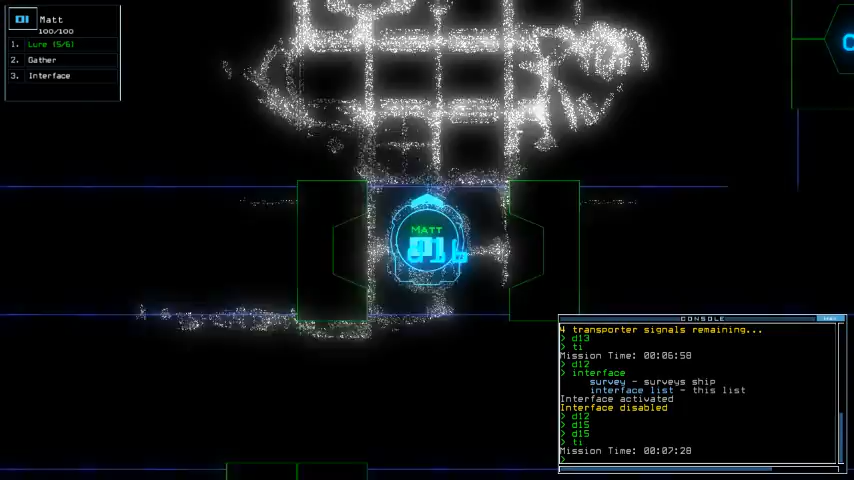 Matt
100/100
1. Lure (5/6)
2. Gather
3. Interface
Matt
CONSOLE
4 transporter signals remaining...
> d13
> ti
Mission Time: 00:06:58
> d12
> interface
survey - surveys ship
interface list - this list
Interface activated
Interface disabled
> d12
> d15
> d15
> ti
Mission Time: 00:07:28
>